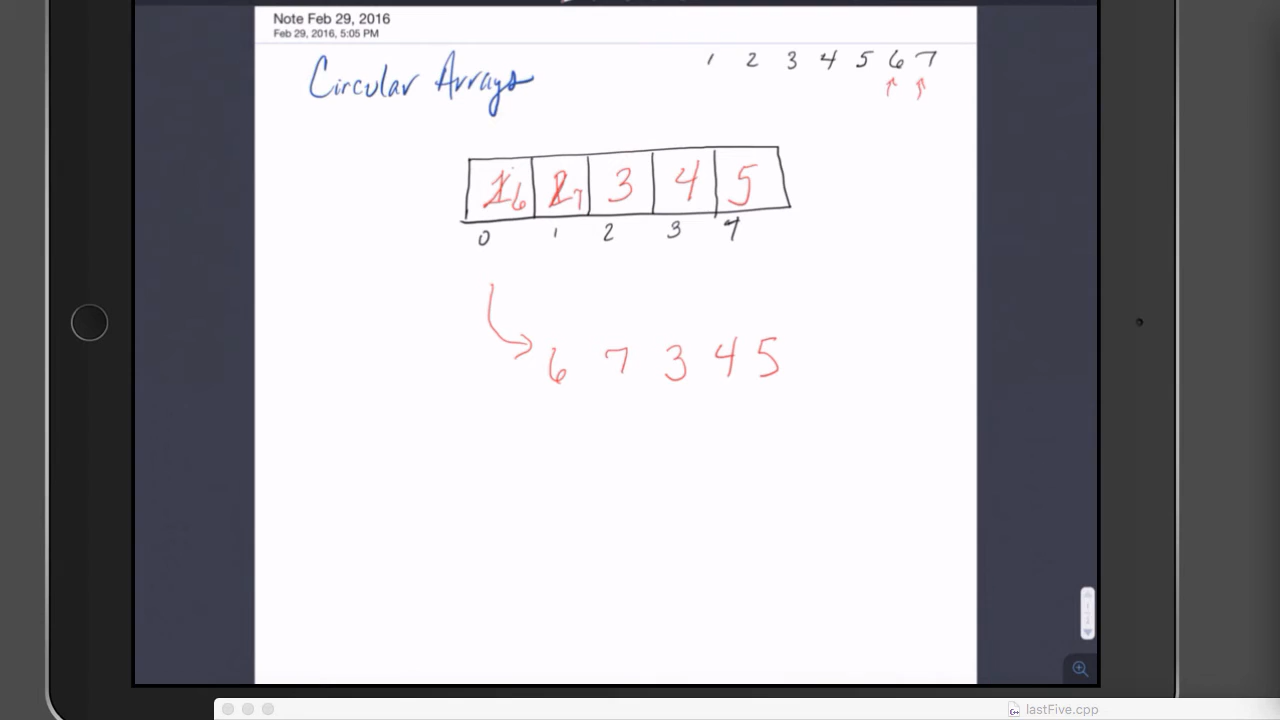 Note Feb 29, 2016
Feb 29, 2016, 5:05 PM
Circular Arrays
1 2 3 4 5 6 7
1 6 2 7 3 4 5
0 1 2 3 4
6 7 3 4 5
lastFive.cpp